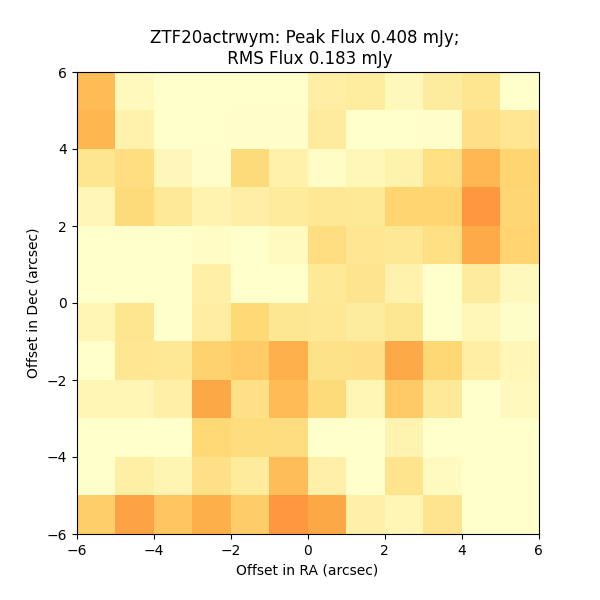 ZTF20actrwym: Peak Flux 0.408 mJy;
RMS Flux 0.183 mJy
6
4
2
0
−2
−4
−6
Offset in Dec (arcsec)
−6 −4 −2 0 2 4 6
Offset in RA (arcsec)